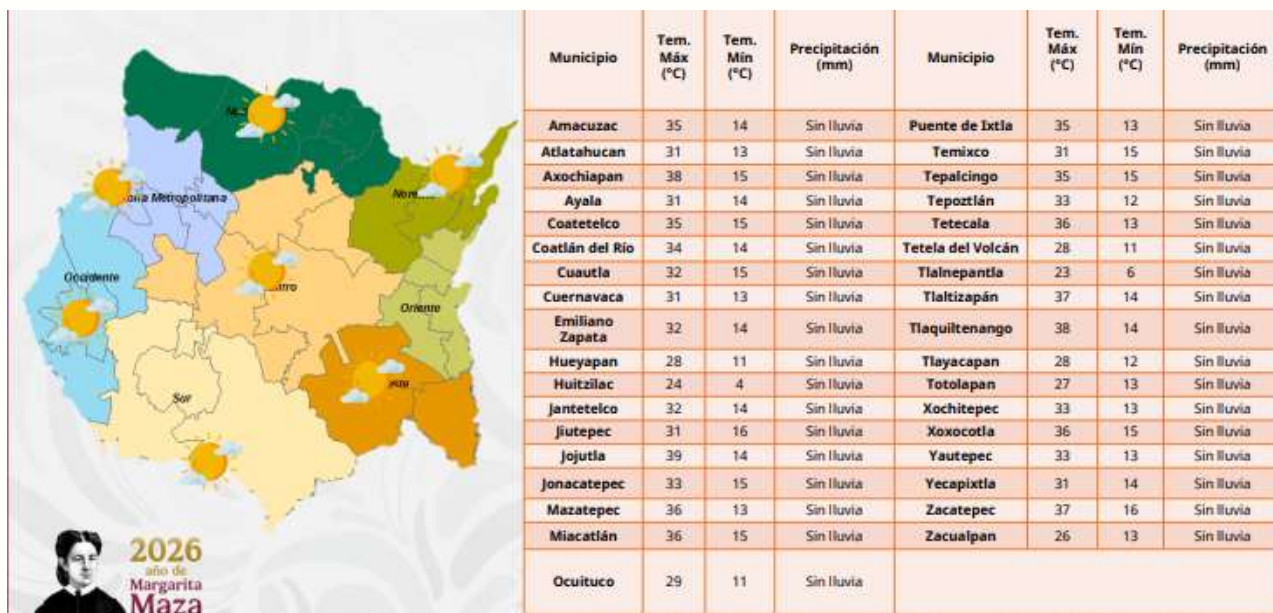 Zona Metropolitana
Occidente
Oriente
Sur
2026
año de
Margarita
Maza
Municipio Tem. Máx (°C) Tem. Mín (°C) Precipitación (mm) Municipio Tem. Máx (°C) Tem. Mín (°C) Precipitación (mm)
Amacuzac 35 14 Sin lluvia Puente de Ixtla 35 13 Sin lluvia
Atlatahucan 31 13 Sin lluvia Temixco 31 15 Sin lluvia
Axochiapan 38 15 Sin lluvia Tepalcingo 35 15 Sin lluvia
Ayala 31 14 Sin lluvia Tepoztlán 33 12 Sin lluvia
Coatetelco 35 15 Sin lluvia Tetecala 36 13 Sin lluvia
Coatlán del Río 34 14 Sin lluvia Tetela del Volcán 28 11 Sin lluvia
Cuautla 32 15 Sin lluvia Tlalnepantla 23 6 Sin lluvia
Cuernavaca 31 13 Sin lluvia Tlaltizapán 37 14 Sin lluvia
Emiliano Zapata 32 14 Sin lluvia Tlaquiltenango 38 14 Sin lluvia
Hueyapan 28 11 Sin lluvia Tlayacapan 28 12 Sin lluvia
Huitzilac 24 4 Sin lluvia Totolapan 27 13 Sin lluvia
Jantetelco 32 14 Sin lluvia Xochitepec 33 13 Sin lluvia
Jiutepec 31 16 Sin lluvia Xoxocotla 36 15 Sin lluvia
Jojutla 39 14 Sin lluvia Yautepec 33 13 Sin lluvia
Jonacatepec 33 15 Sin lluvia Yecapixtla 31 14 Sin lluvia
Mazatepec 36 13 Sin lluvia Zacatepec 37 16 Sin lluvia
Miacatlán 36 15 Sin lluvia Zacualpan 26 13 Sin lluvia
Ocuituco 29 11 Sin lluvia